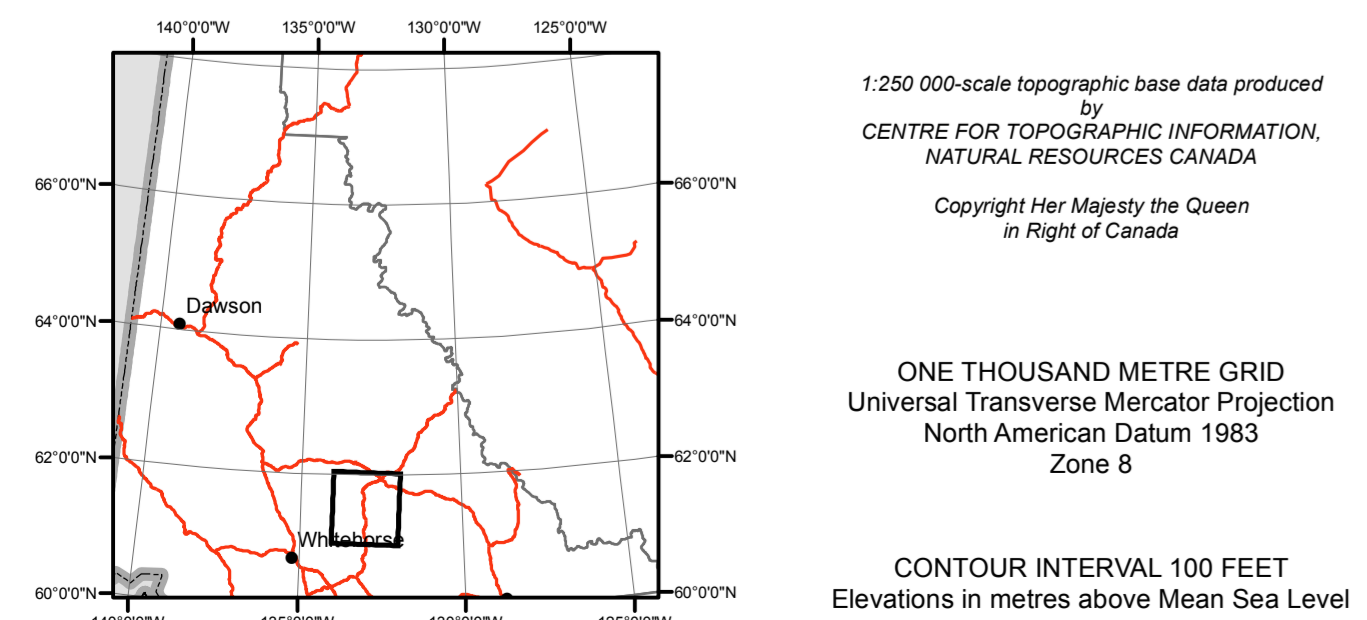 140°0'0"W 135°0'0"W 130°0'0"W 125°0'0"W
66°0'0"N 66°0'0"N
Dawson
64°0'0"N 64°0'0"N
62°0'0"N 62°0'0"N
Whitehorse
60°0'0"N 60°0'0"N
1:250 000-scale topographic base data produced
by
CENTRE FOR TOPOGRAPHIC INFORMATION,
NATURAL RESOURCES CANADA
Copyright Her Majesty the Queen
in Right of Canada
ONE THOUSAND METRE GRID
Universal Transverse Mercator Projection
North American Datum 1983
Zone 8
CONTOUR INTERVAL 100 FEET
Elevations in metres above Mean Sea Level